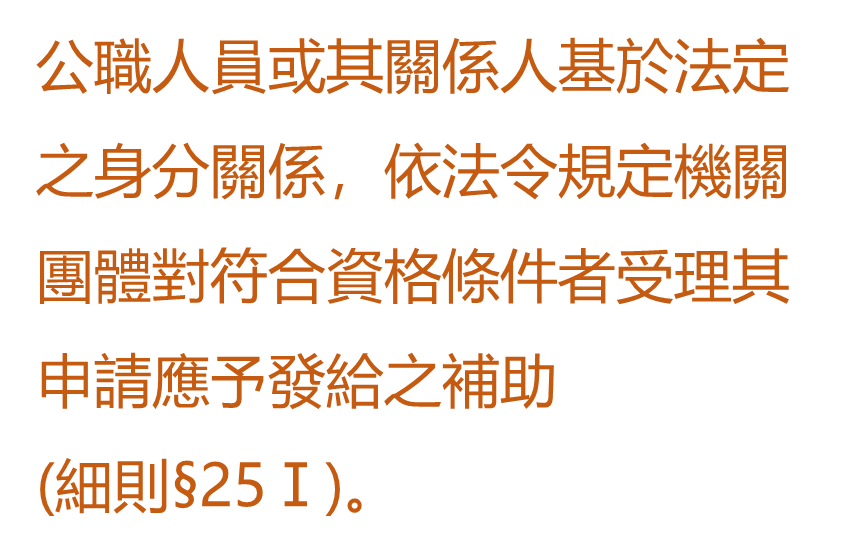 公職人員或其關係人基於法定
之身分關係，依法令規定機關
團體對符合資格條件者受理其
申請應予發給之補助
(細則§25Ⅰ)。